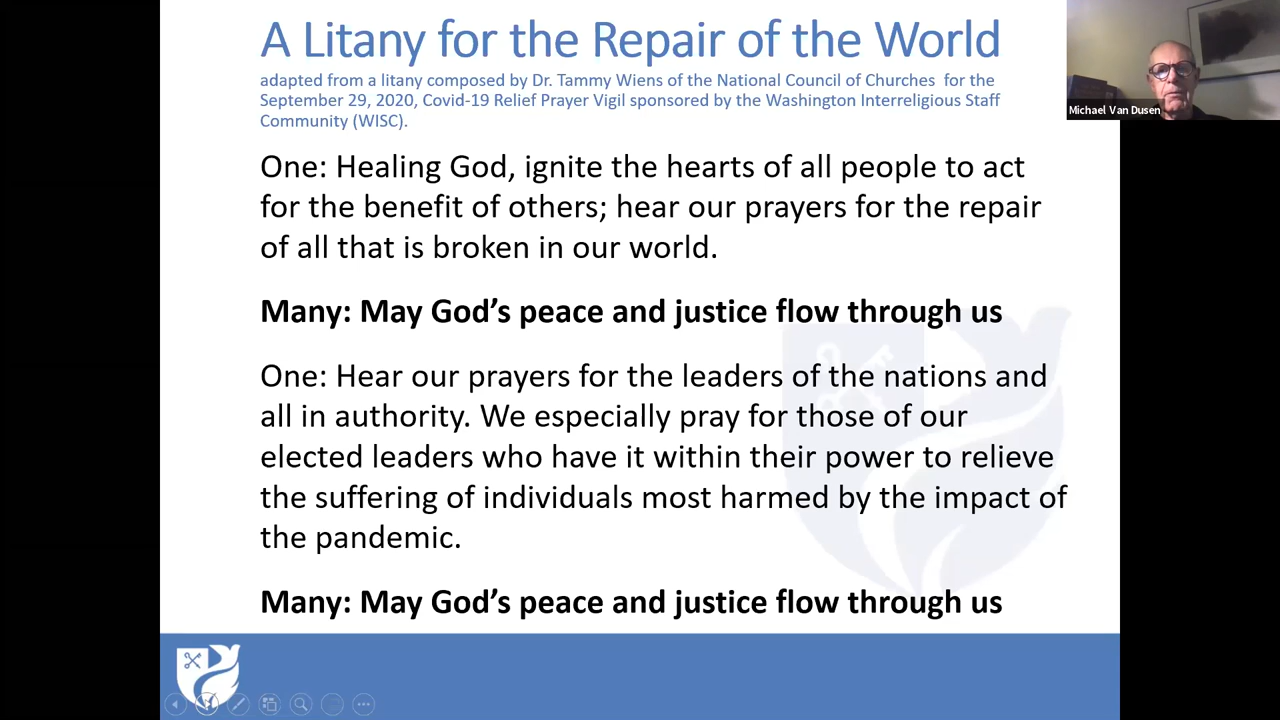 A Litany for the Repair of the World
adapted from a litany composed by Dr. Tammy Wiens of the National Council of Churches  for the
September 29, 2020, Covid-19 Relief Prayer Vigil sponsored by the Washington Interreligious Staff
Community (WISC).
Michael Van Dusen
One: Healing God, ignite the hearts of all people to act
for the benefit of others; hear our prayers for the repair
of all that is broken in our world.
Many: May God’s peace and justice flow through us
One: Hear our prayers for the leaders of the nations and
all in authority. We especially pray for those of our
elected leaders who have it within their power to relieve
the suffering of individuals most harmed by the impact of
the pandemic.
Many: May God’s peace and justice flow through us